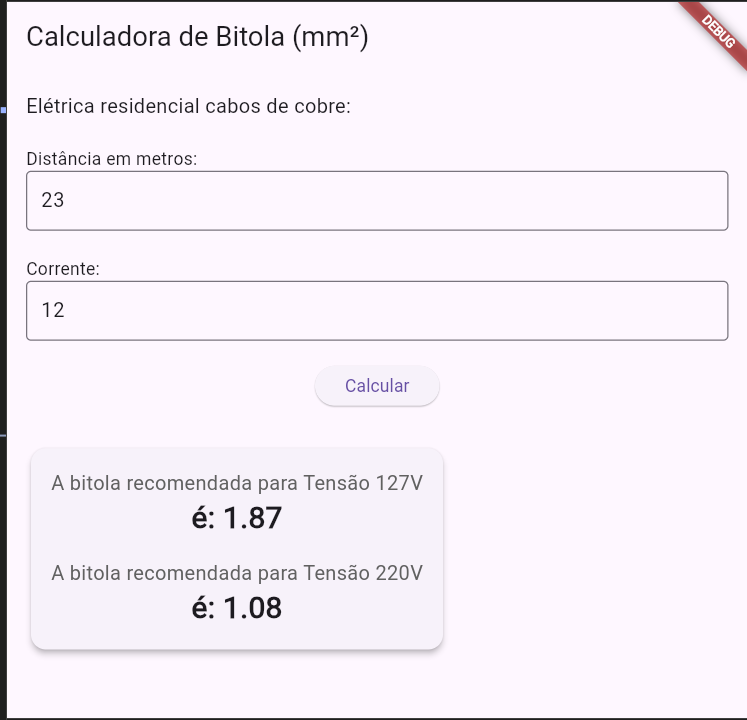 Calculadora de Bitola (mm²)
DEBUG
Elétrica residencial cabos de cobre:
Distância em metros:
23
Corrente:
12
Calcular
A bitola recomendada para Tensão 127V
é: 1.87
A bitola recomendada para Tensão 220V
é: 1.08